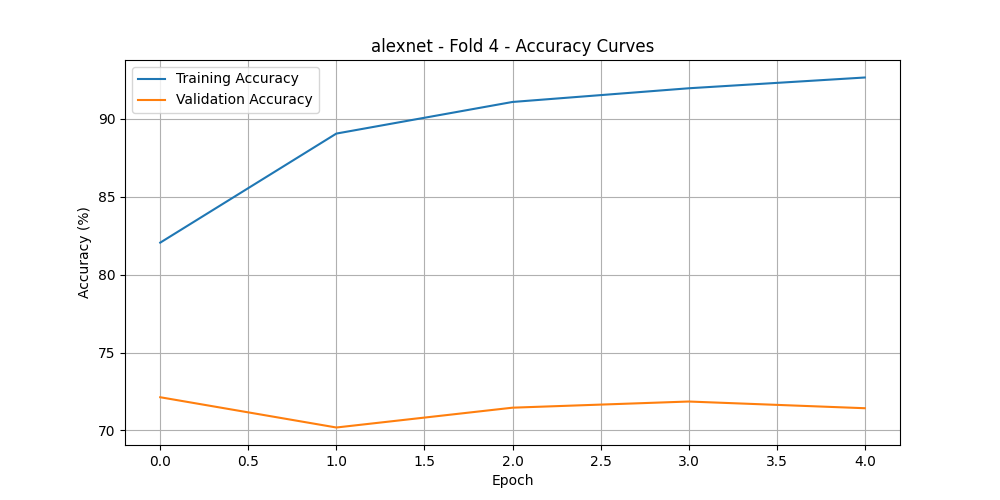 alexnet - Fold 4 - Accuracy Curves
Training Accuracy
Validation Accuracy
Accuracy (%)
90
85
80
75
70
0.0 0.5 1.0 1.5 2.0 2.5 3.0 3.5 4.0
Epoch